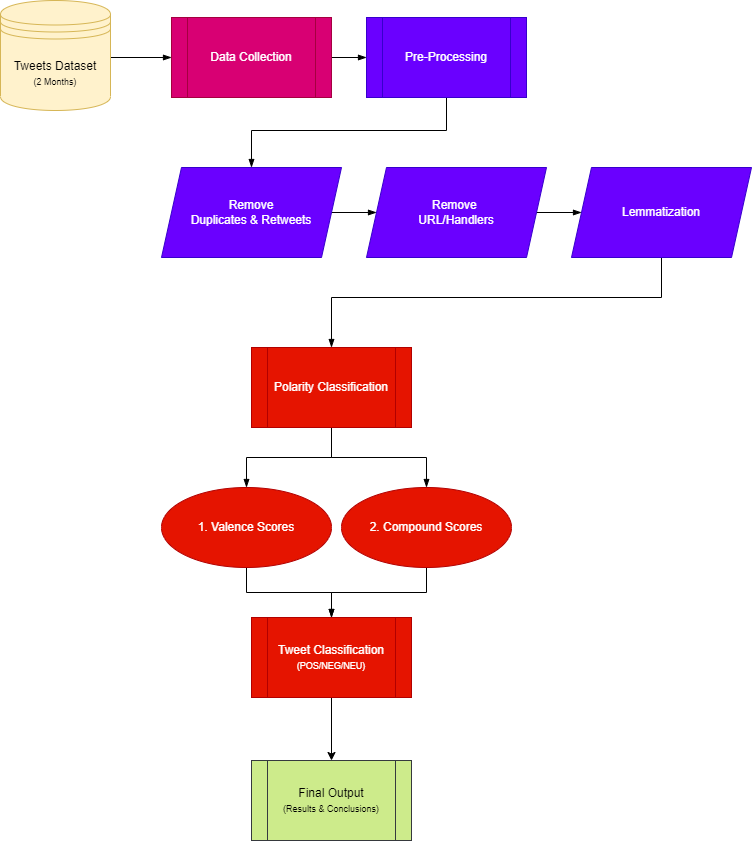 Tweets Dataset
(2 Months)
Data Collection
Pre-Processing
Remove
Duplicates & Retweets
Remove
URL/Handlers
Lemmatization
Polarity Classification
1. Valence Scores
2. Compound Scores
Tweet Classification
(POS/NEG/NEU)
Final Output
(Results & Conclusions)